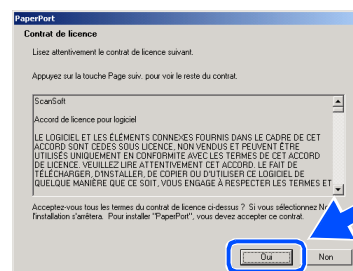 PaperPort
Contrat de licence
Lisez attentivement le contrat de licence suivant.
Appuyez sur la touche Page suiv. pour voir le reste du contrat.
ScanSoft
Accord de licence pour logiciel
LE LOGICIEL ET LES ÉLÉMENTS CONNEXES FOURNIS DANS LE CADRE DE CET
ACCORD SONT CEDES SOUS LICENCE, NON VENDUS ET PEUVENT ÊTRE
UTILISÉS UNIQUEMENT EN CONFORMITE AVEC LES TERMES DE CET ACCORD
DE LICENCE. VEUILLEZ LIRE ATTENTIVEMENT CET ACCORD. LE FAIT DE
TÉLÉCHARGER, D'INSTALLER, DE COPIER OU D'UTILISER CE LOGICIEL DE
QUELQUE MANIÈRE QUE CE SOIT, VOUS ENGAGE À RESPECTER LES TERMES ET
Acceptez-vous tous les termes du contrat de licence ci-dessus ? Si vous sélectionnez
l'installation s'arrêtera. Pour installer "PaperPort", vous devez accepter ce contrat.
Oui
Non